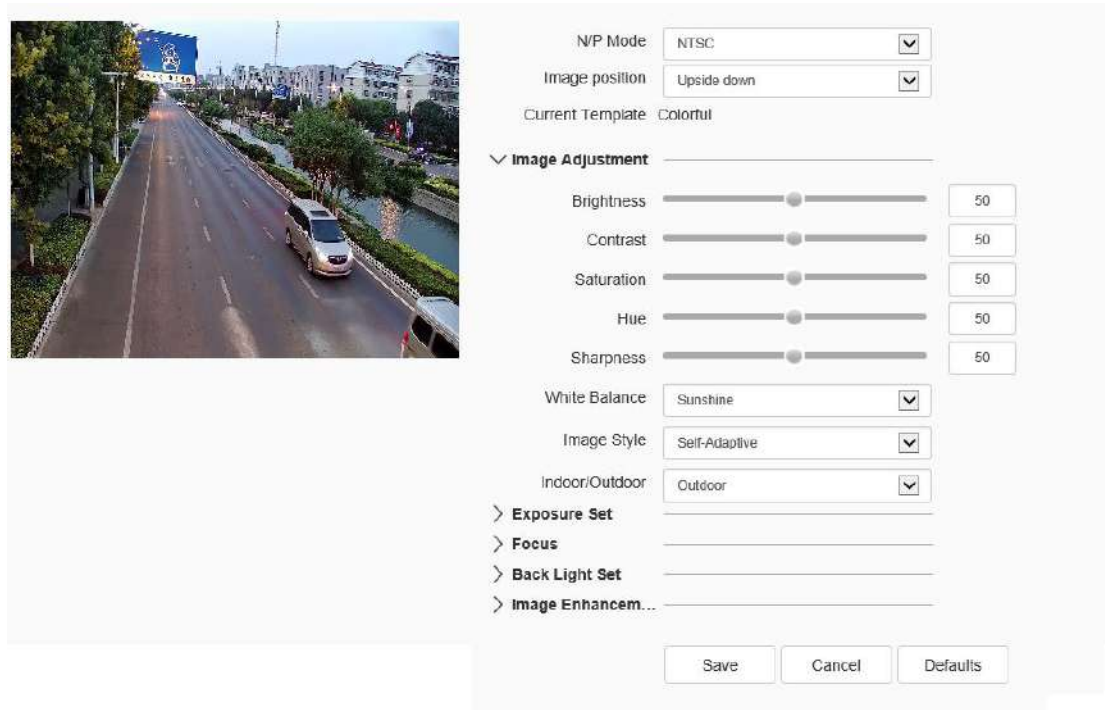 N/P Mode NTSC
Image position Upside down
Current Template Colorful
Image Adjustment
Brightness 50
Contrast 50
Saturation 50
Hue 50
Sharpness 50
White Balance Sunshine
Image Style Self-Adaptive
Indoor/Outdoor Outdoor
Exposure Set
Focus
Back Light Set
Image Enhancem...
Save Cancel Defaults